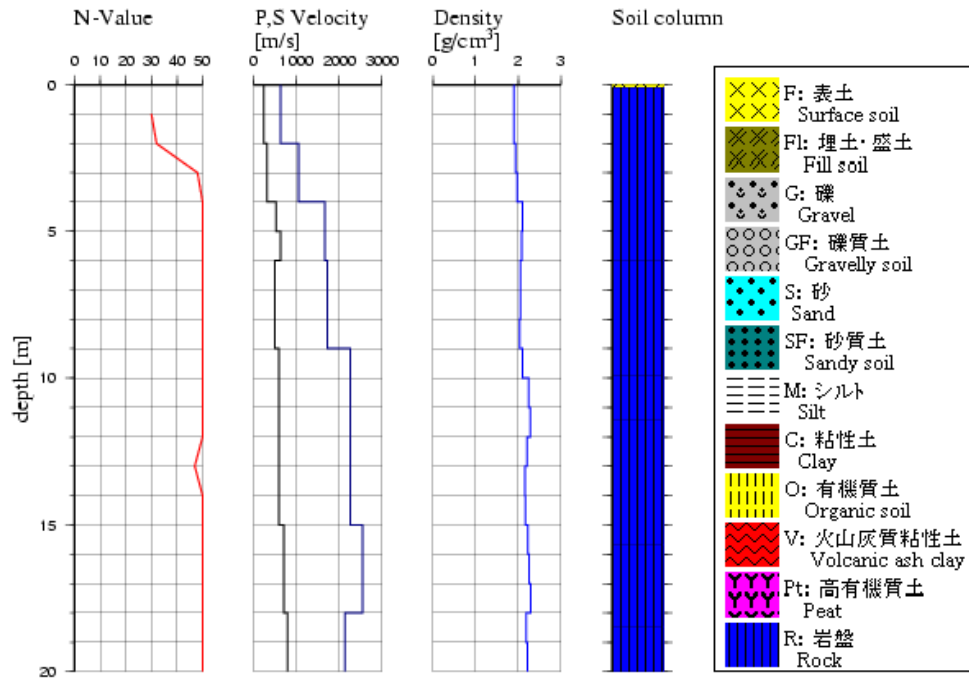 N-Value
P,S Velocity
[m/s]
Density
[g/cm³]
Soil column
0 10 20 30 40 50
0 1000 2000 3000
0 1 2 3
0
5
10
15
20
depth [m]
F: 表土
Surface soil
Fl: 埋土・盛土
Fill soil
G: 礫
Gravel
GF: 礫質土
Gravelly soil
S: 砂
Sand
SF: 砂質土
Sandy soil
M: シルト
Silt
C: 粘性土
Clay
O: 有機質土
Organic soil
V: 火山灰質粘性土
Volcanic ash clay
Pt: 高有機質土
Peat
R: 岩盤
Rock